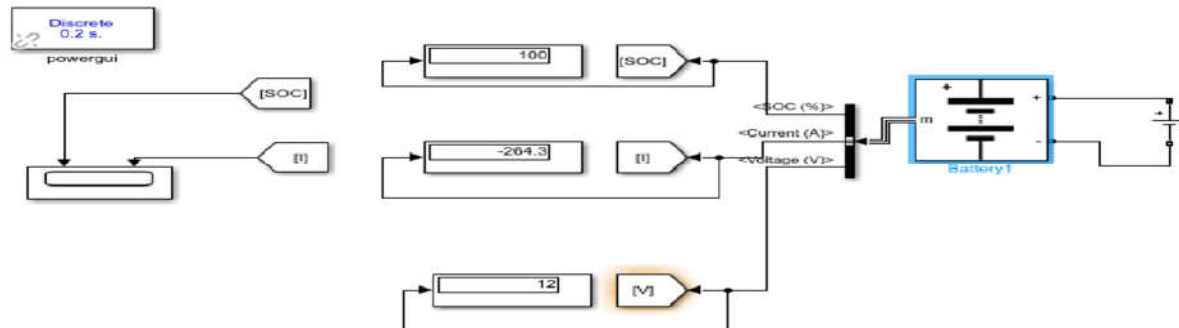 Discrete
0.2 s.
powergui
[SOC]
[I]
100
[SOC]
-264.3
[I]
12
[V]
<SOC (%)>
<Current (A)>
<Voltage (V)>
+
m
+
-
Battery1
+